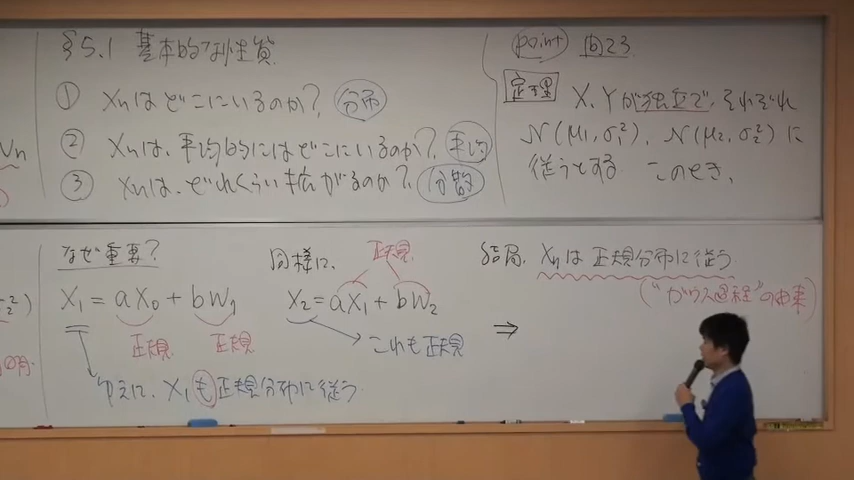 §5.1 基本的な性質
① Xnはどこにいるのか?. 分布
② Xnは、平均的にはどこにいるのか?. 平均
③ Xnは、どれくらい広がるのか?. 分散
point P23
定理 X、Yが独立で、それぞれ
N(μ1,σ1²), N(μ2,σ2²)に
従うとする このとき、
Wn
なぜ重要?
X1 = aX0 + bW1
正規 正規
ゆえに、X1も正規分布に従う
同様に、 正規
X2 = aX1 + bW2
これも正規
結局、Xnは正規分布に従う
("ガウス過程"の由来)
⇒